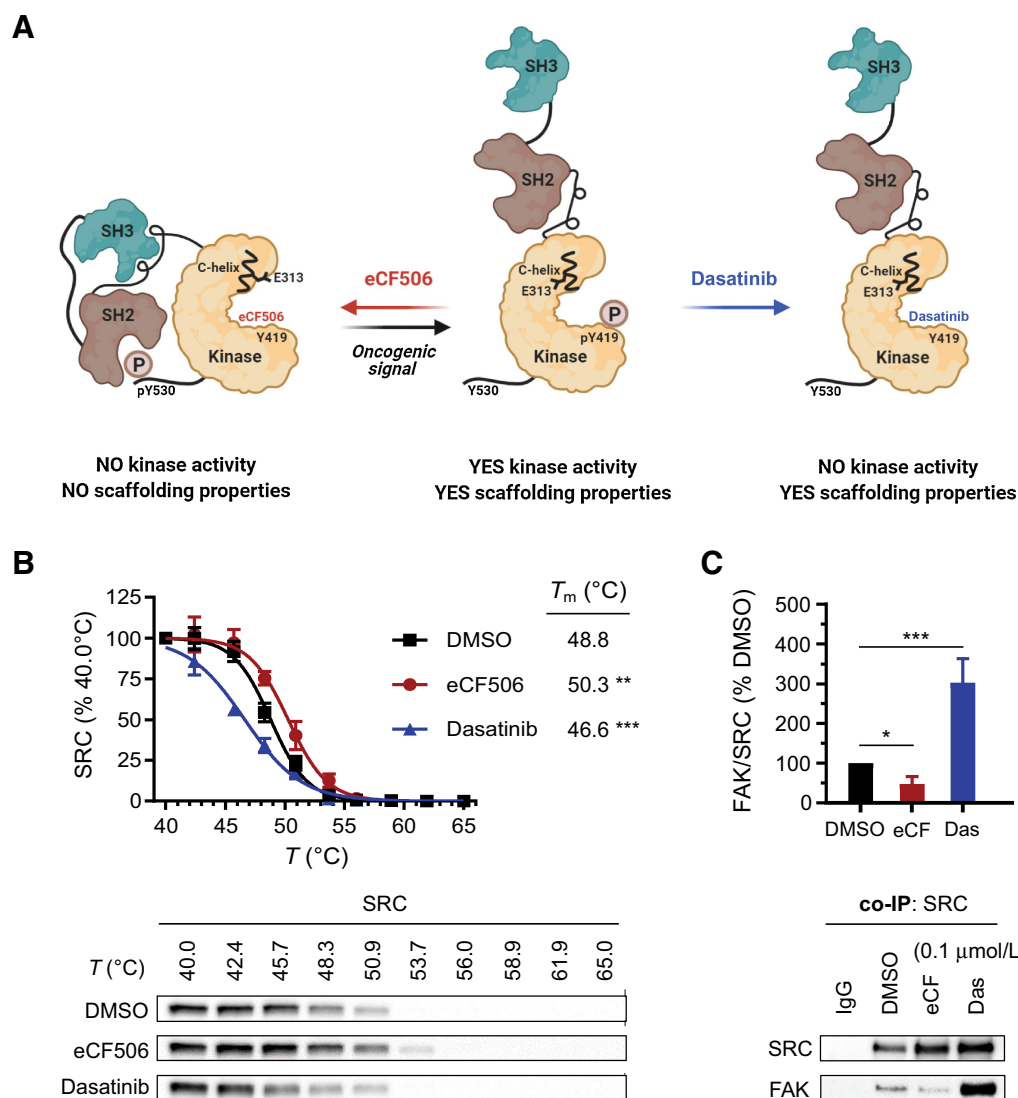 A
SH3
SH2
C-helix
E313
eCF506
Y419
Kinase
P
pY530
eCF506
Oncogenic
signal
SH3
SH2
C-helix
E313
P
pY419
Kinase
Y530
Dasatinib
SH3
SH2
C-helix
E313
Dasatinib
Y419
Kinase
Y530
NO kinase activity
NO scaffolding properties
YES kinase activity
YES scaffolding properties
NO kinase activity
YES scaffolding properties
B
SRC (% 40.0°C)
125
100
75
50
25
0
40 45 50 55 60 65
T (°C)
Tm (°C)
DMSO 48.8
eCF506 50.3 **
Dasatinib 46.6 ***
SRC
T (°C) 40.0 42.4 45.7 48.3 50.9 53.7 56.0 58.9 61.9 65.0
DMSO
eCF506
Dasatinib
C
FAK/SRC (% DMSO)
500
400
300
200
100
0
***
*
DMSO eCF Das
co-IP: SRC
(0.1 μmol/L
IgG DMSO eCF Das
SRC
FAK